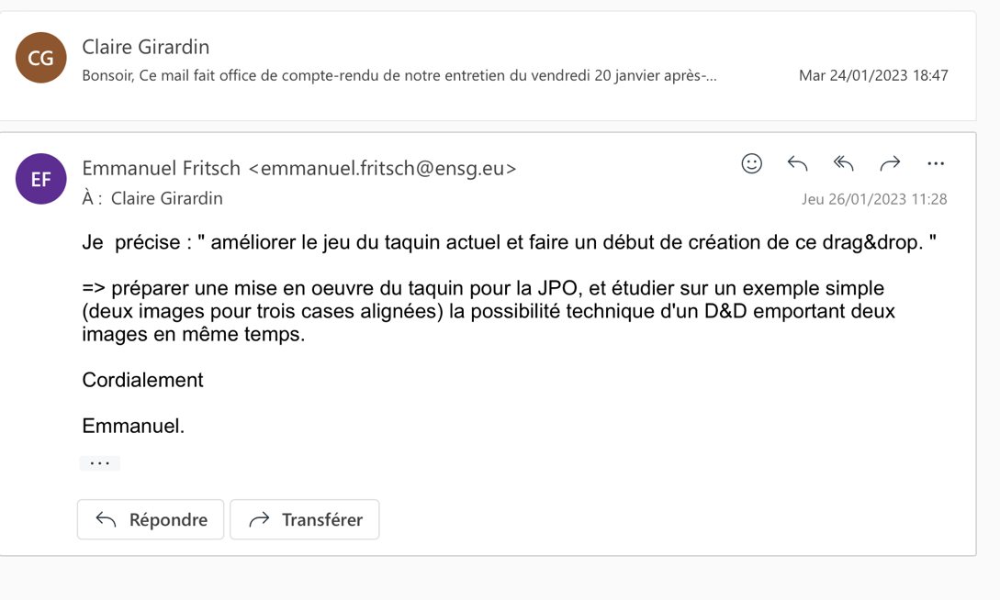 CG
Claire Girardin
Bonsoir, Ce mail fait office de compte-rendu de notre entretien du vendredi 20 janvier après-...
Mar 24/01/2023 18:47
EF
Emmanuel Fritsch <emmanuel.fritsch@ensg.eu>
À : Claire Girardin
Jeu 26/01/2023 11:28
Je  précise : " améliorer le jeu du taquin actuel et faire un début de création de ce drag&drop. "
=> préparer une mise en oeuvre du taquin pour la JPO, et étudier sur un exemple simple
(deux images pour trois cases alignées) la possibilité technique d'un D&D emportant deux
images en même temps.
Cordialement
Emmanuel.
...
Répondre
Transférer